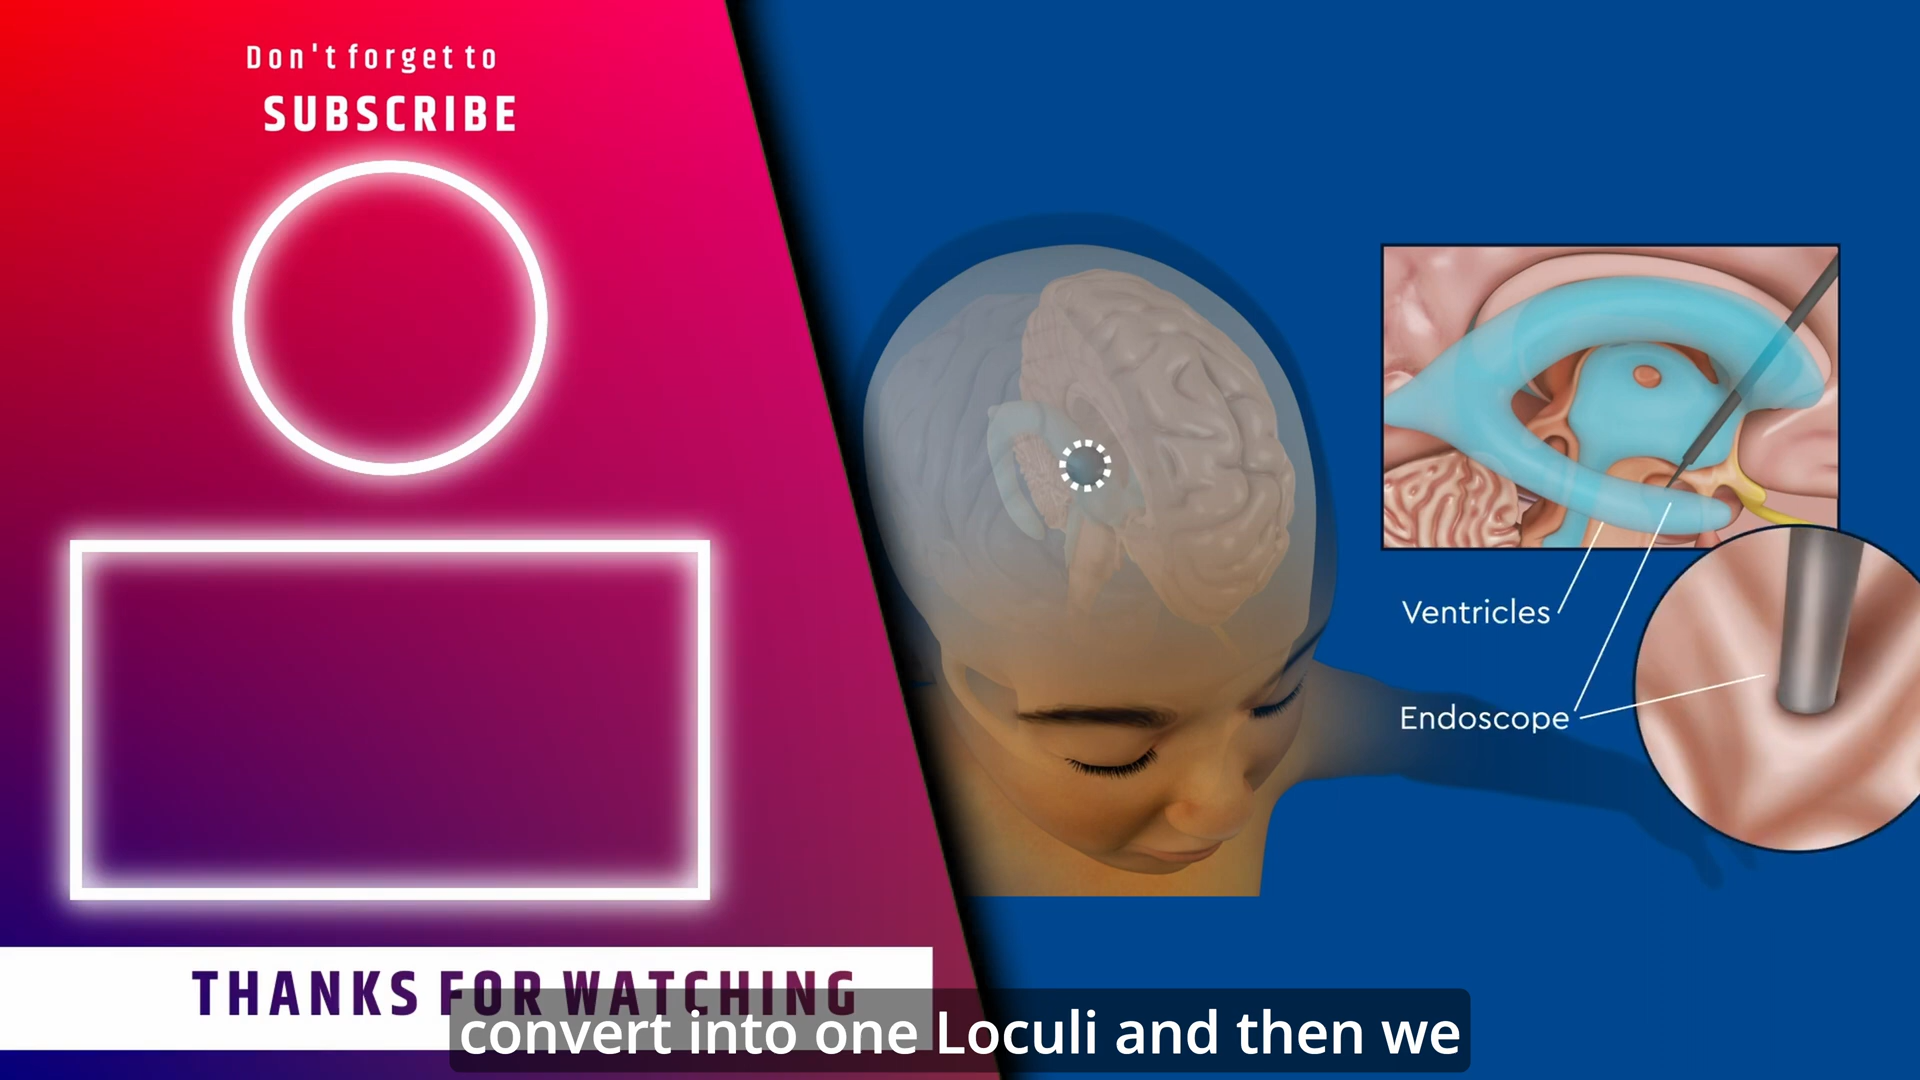 Don't forget to
SUBSCRIBE
Ventricles
Endoscope
THANKS FOR WATCHING
convert into one Loculi and then we